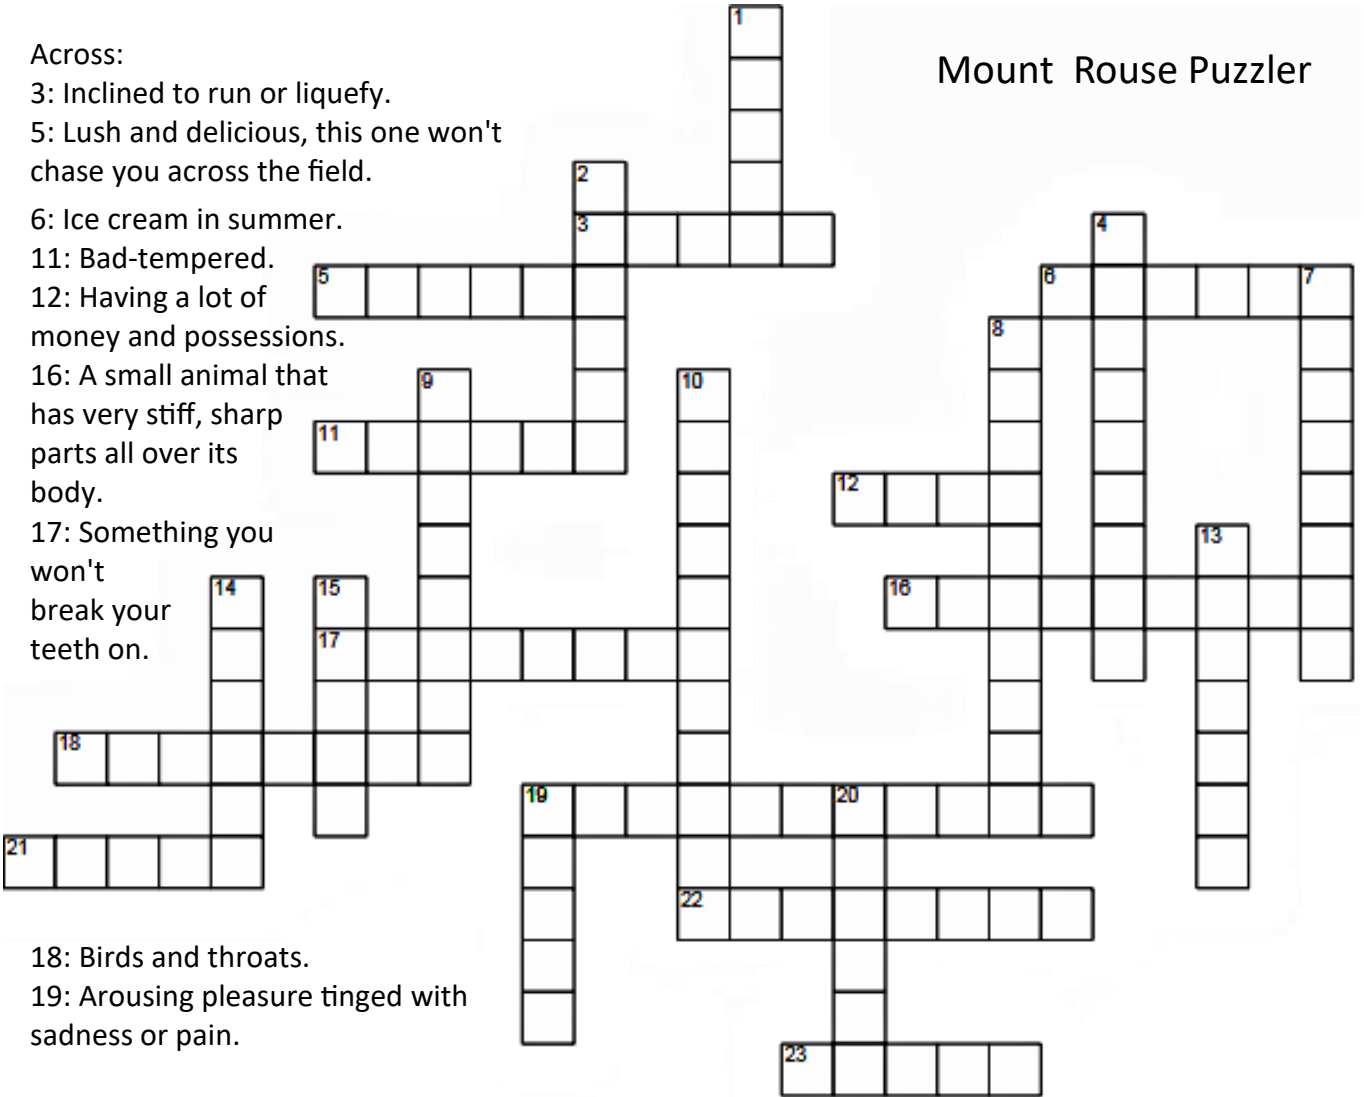 Mount Rouse Puzzler
Across:
3: Inclined to run or liquefy.
5: Lush and delicious, this one won't
chase you across the field.
6: Ice cream in summer.
11: Bad-tempered.
12: Having a lot of
money and possessions.
16: A small animal that
has very stiff, sharp
parts all over its
body.
17: Something you
won't
break your
teeth on.
18: Birds and throats.
19: Arousing pleasure tinged with
sadness or pain.
1
2
3
4
5
6
7
8
9
10
11
12
13
14
15
16
17
18
19
20
21
22
23